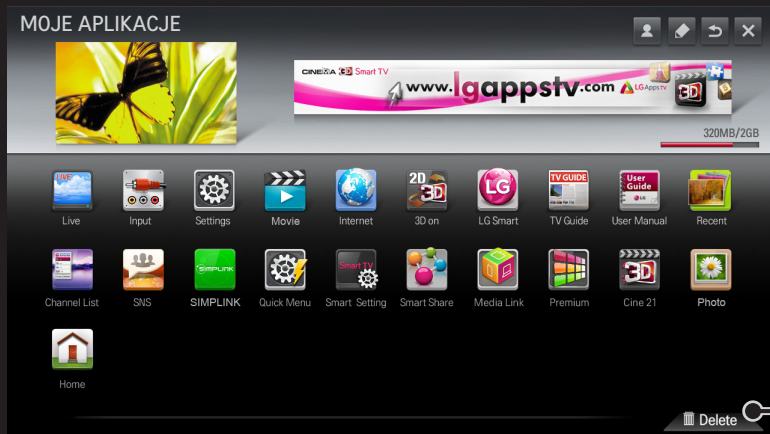 MOJE APLIKACJE
CINEMA 3D Smart TV
www.lgappstv.com
LG Apps TV
3D
320MB/2GB
LIVE
2D
3D
LG
TV GUIDE
User
Guide
LG
Live
Input
Settings
Movie
Internet
3D on
LG Smart
TV Guide
User Manual
Recent
SIMPLINK
Smart TV
3D
Channel List
SNS
SIMPLINK
Quick Menu
Smart Setting
Smart Share
Media Link
Premium
Cine 21
Photo
Home
Delete